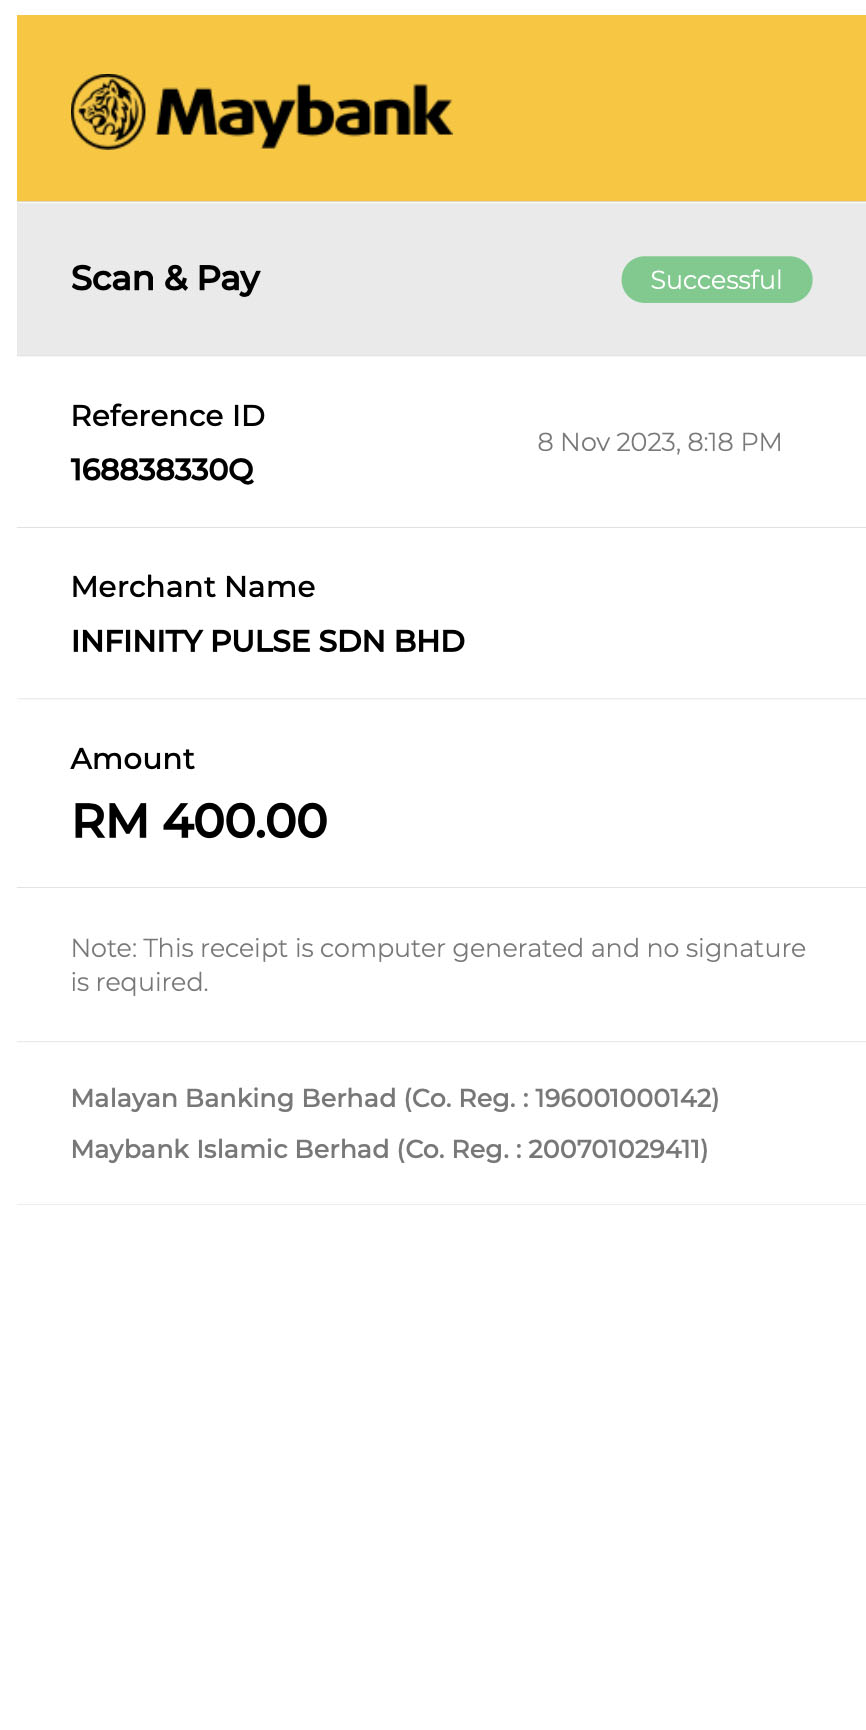 Maybank
Scan & Pay
Successful
Reference ID
168838330Q
8 Nov 2023, 8:18 PM
Merchant Name
INFINITY PULSE SDN BHD
Amount
RM 400.00
Note: This receipt is computer generated and no signature
is required.
Malayan Banking Berhad (Co. Reg. : 196001000142)
Maybank Islamic Berhad (Co. Reg. : 200701029411)